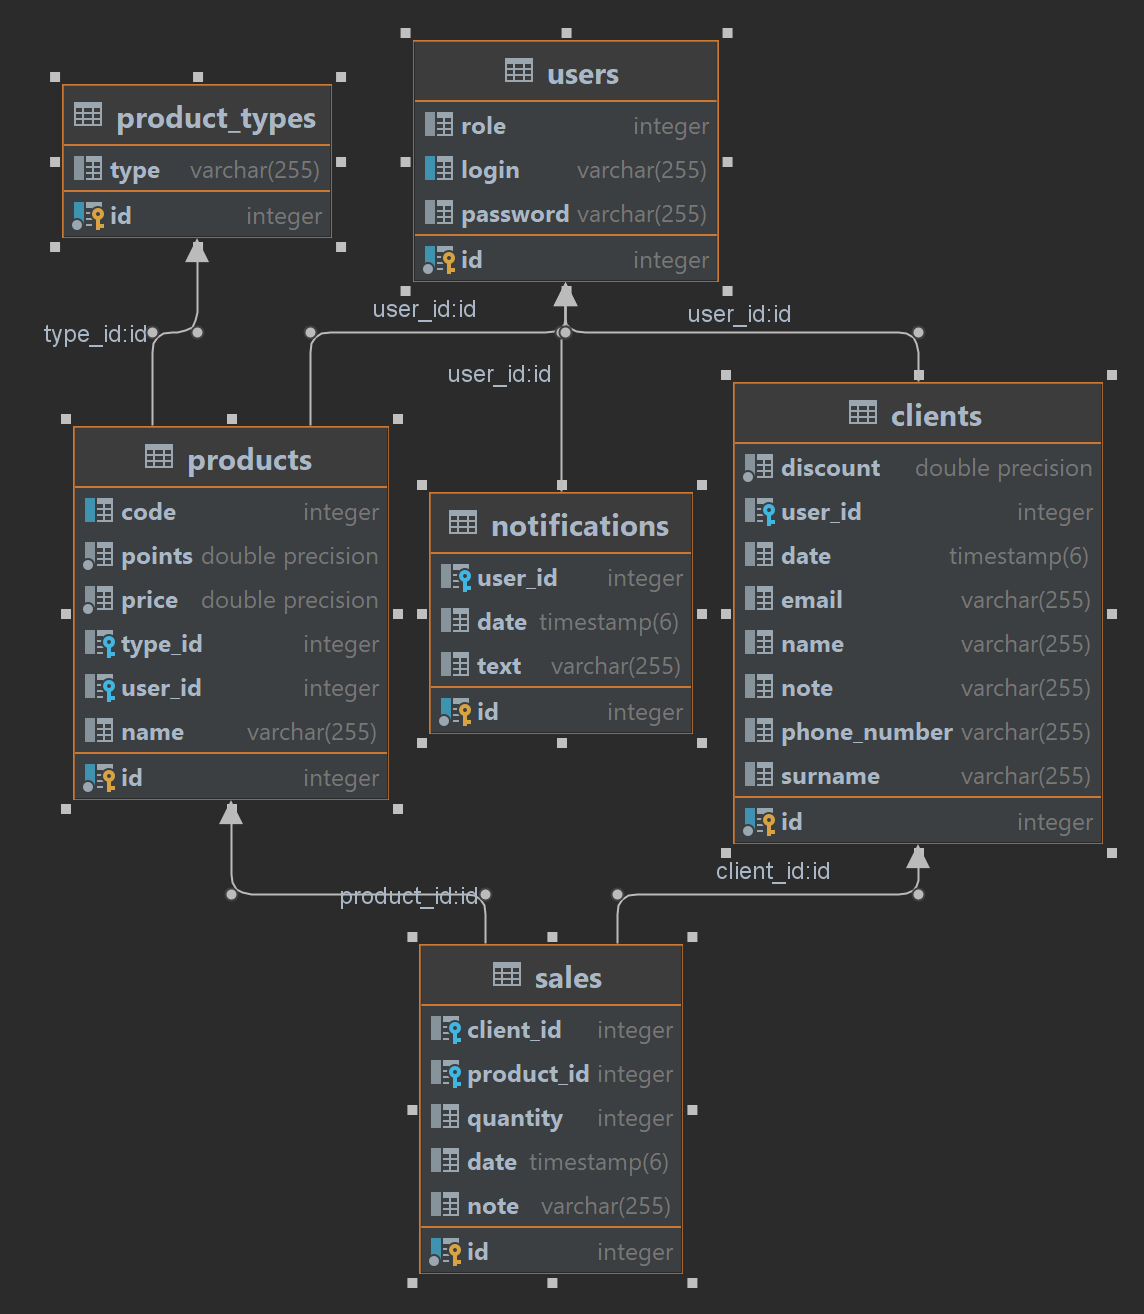 users
role integer
login varchar(255)
password varchar(255)
id integer
product_types
type varchar(255)
id integer
type_id:id
user_id:id
user_id:id
user_id:id
products
code integer
points double precision
price double precision
type_id integer
user_id integer
name varchar(255)
id integer
notifications
user_id integer
date timestamp(6)
text varchar(255)
id integer
clients
discount double precision
user_id integer
date timestamp(6)
email varchar(255)
name varchar(255)
note varchar(255)
phone_number varchar(255)
surname varchar(255)
id integer
product_id:id
client_id:id
sales
client_id integer
product_id integer
quantity integer
date timestamp(6)
note varchar(255)
id integer